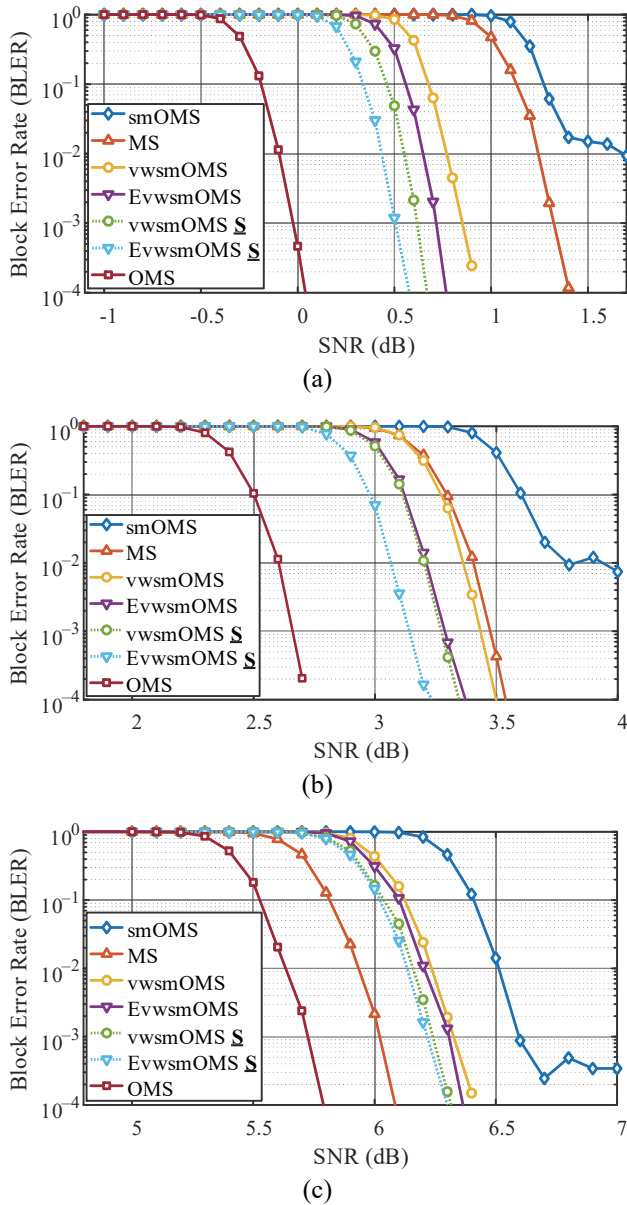 10^0
10^-1
10^-2
10^-3
10^-4
Block Error Rate (BLER)
smOMS
MS
vwsmOMS
EvwsmOMS
vwsmOMS S
EvwsmOMS S
OMS
-1 -0.5 0 0.5 1 1.5
SNR (dB)
(a)
10^0
10^-1
10^-2
10^-3
10^-4
Block Error Rate (BLER)
smOMS
MS
vwsmOMS
EvwsmOMS
vwsmOMS S
EvwsmOMS S
OMS
2 2.5 3 3.5 4
SNR (dB)
(b)
10^0
10^-1
10^-2
10^-3
10^-4
Block Error Rate (BLER)
smOMS
MS
vwsmOMS
EvwsmOMS
vwsmOMS S
EvwsmOMS S
OMS
5 5.5 6 6.5 7
SNR (dB)
(c)